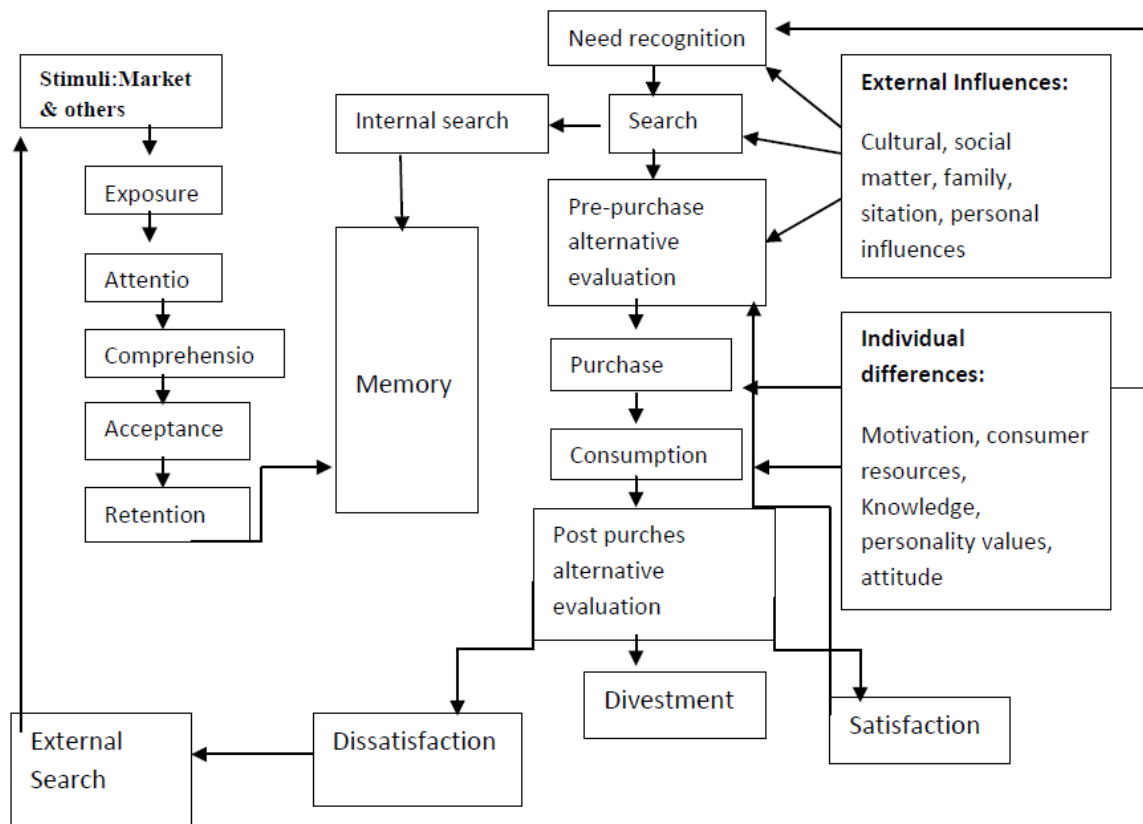 Need recognition
Stimuli:Market
& others
External Influences:
Internal search
Search
Cultural, social
matter, family,
sitation, personal
influences
Exposure
Pre-purchase
alternative
evaluation
Attentio
Comprehensio
Memory
Purchase
Individual
differences:
Acceptance
Consumption
Motivation, consumer
resources,
Knowledge,
personality values,
attitude
Retention
Post purches
alternative
evaluation
Divestment
External
Search
Dissatisfaction
Satisfaction